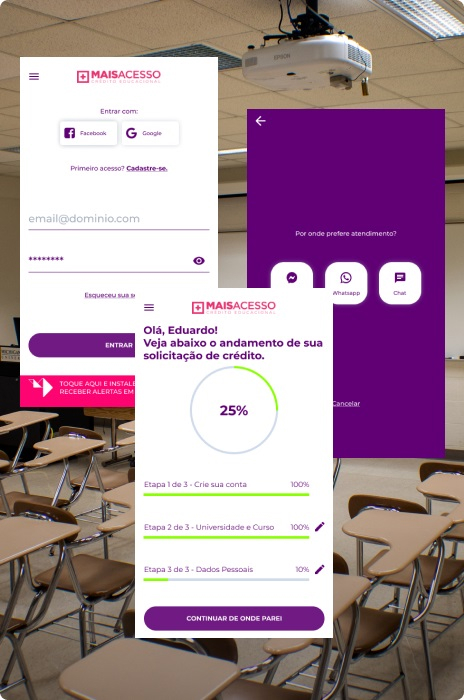 EPSON
MAISACESSO
CRÉDITO EDUCACIONAL
Entrar com:
Facebook
Google
Primeiro acesso? Cadastre-se.
email@dominio.com
********
Esqueceu sua
ENTRAR
TOQUE AQUI E INSTALE
RECEBER ALERTAS EM
Por onde prefere atendimento?
Whatsapp
Chat
Cancelar
MAISACESSO
CRÉDITO EDUCACIONAL
Olá, Eduardo!
Veja abaixo o andamento de sua
solicitação de crédito.
25%
Etapa 1 de 3 - Crie sua conta 100%
Etapa 2 de 3 - Universidade e Curso 100%
Etapa 3 de 3 - Dados Pessoais 10%
CONTINUAR DE ONDE PAREI